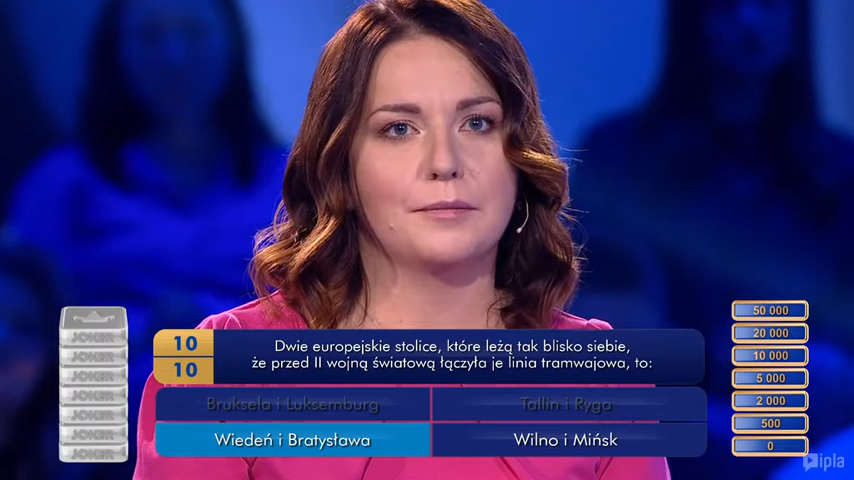 50 000
20 000
10 000
5 000
2 000
500
0
JOKER
JOKER
JOKER
JOKER
JOKER
JOKER
JOKER
10
10
Dwie europejskie stolice, które leżą tak blisko siebie,
że przed II wojną światową łączyła je linia tramwajowa, to:
Bruksela i Luksemburg
Tallin i Ryga
Wiedeń i Bratysława
Wilno i Mińsk
ipla